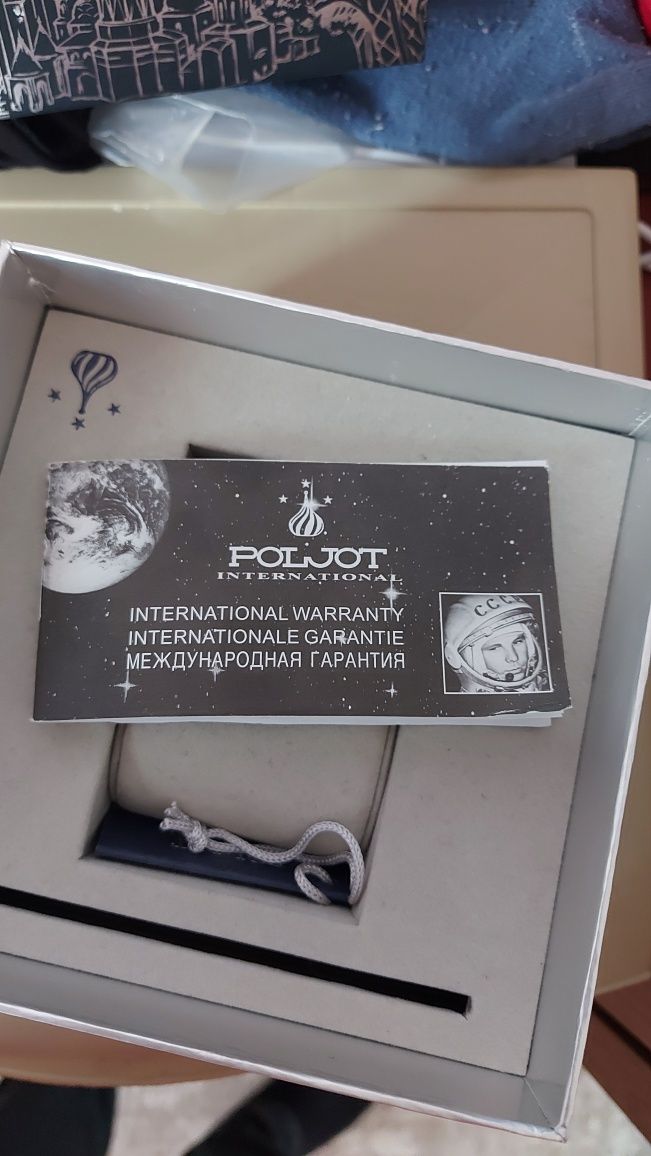 POLJOT
INTERNATIONAL
INTERNATIONAL WARRANTY
INTERNATIONALE GARANTIE
МЕЖДУНАРОДНАЯ ГАРАНТИЯ
СССР